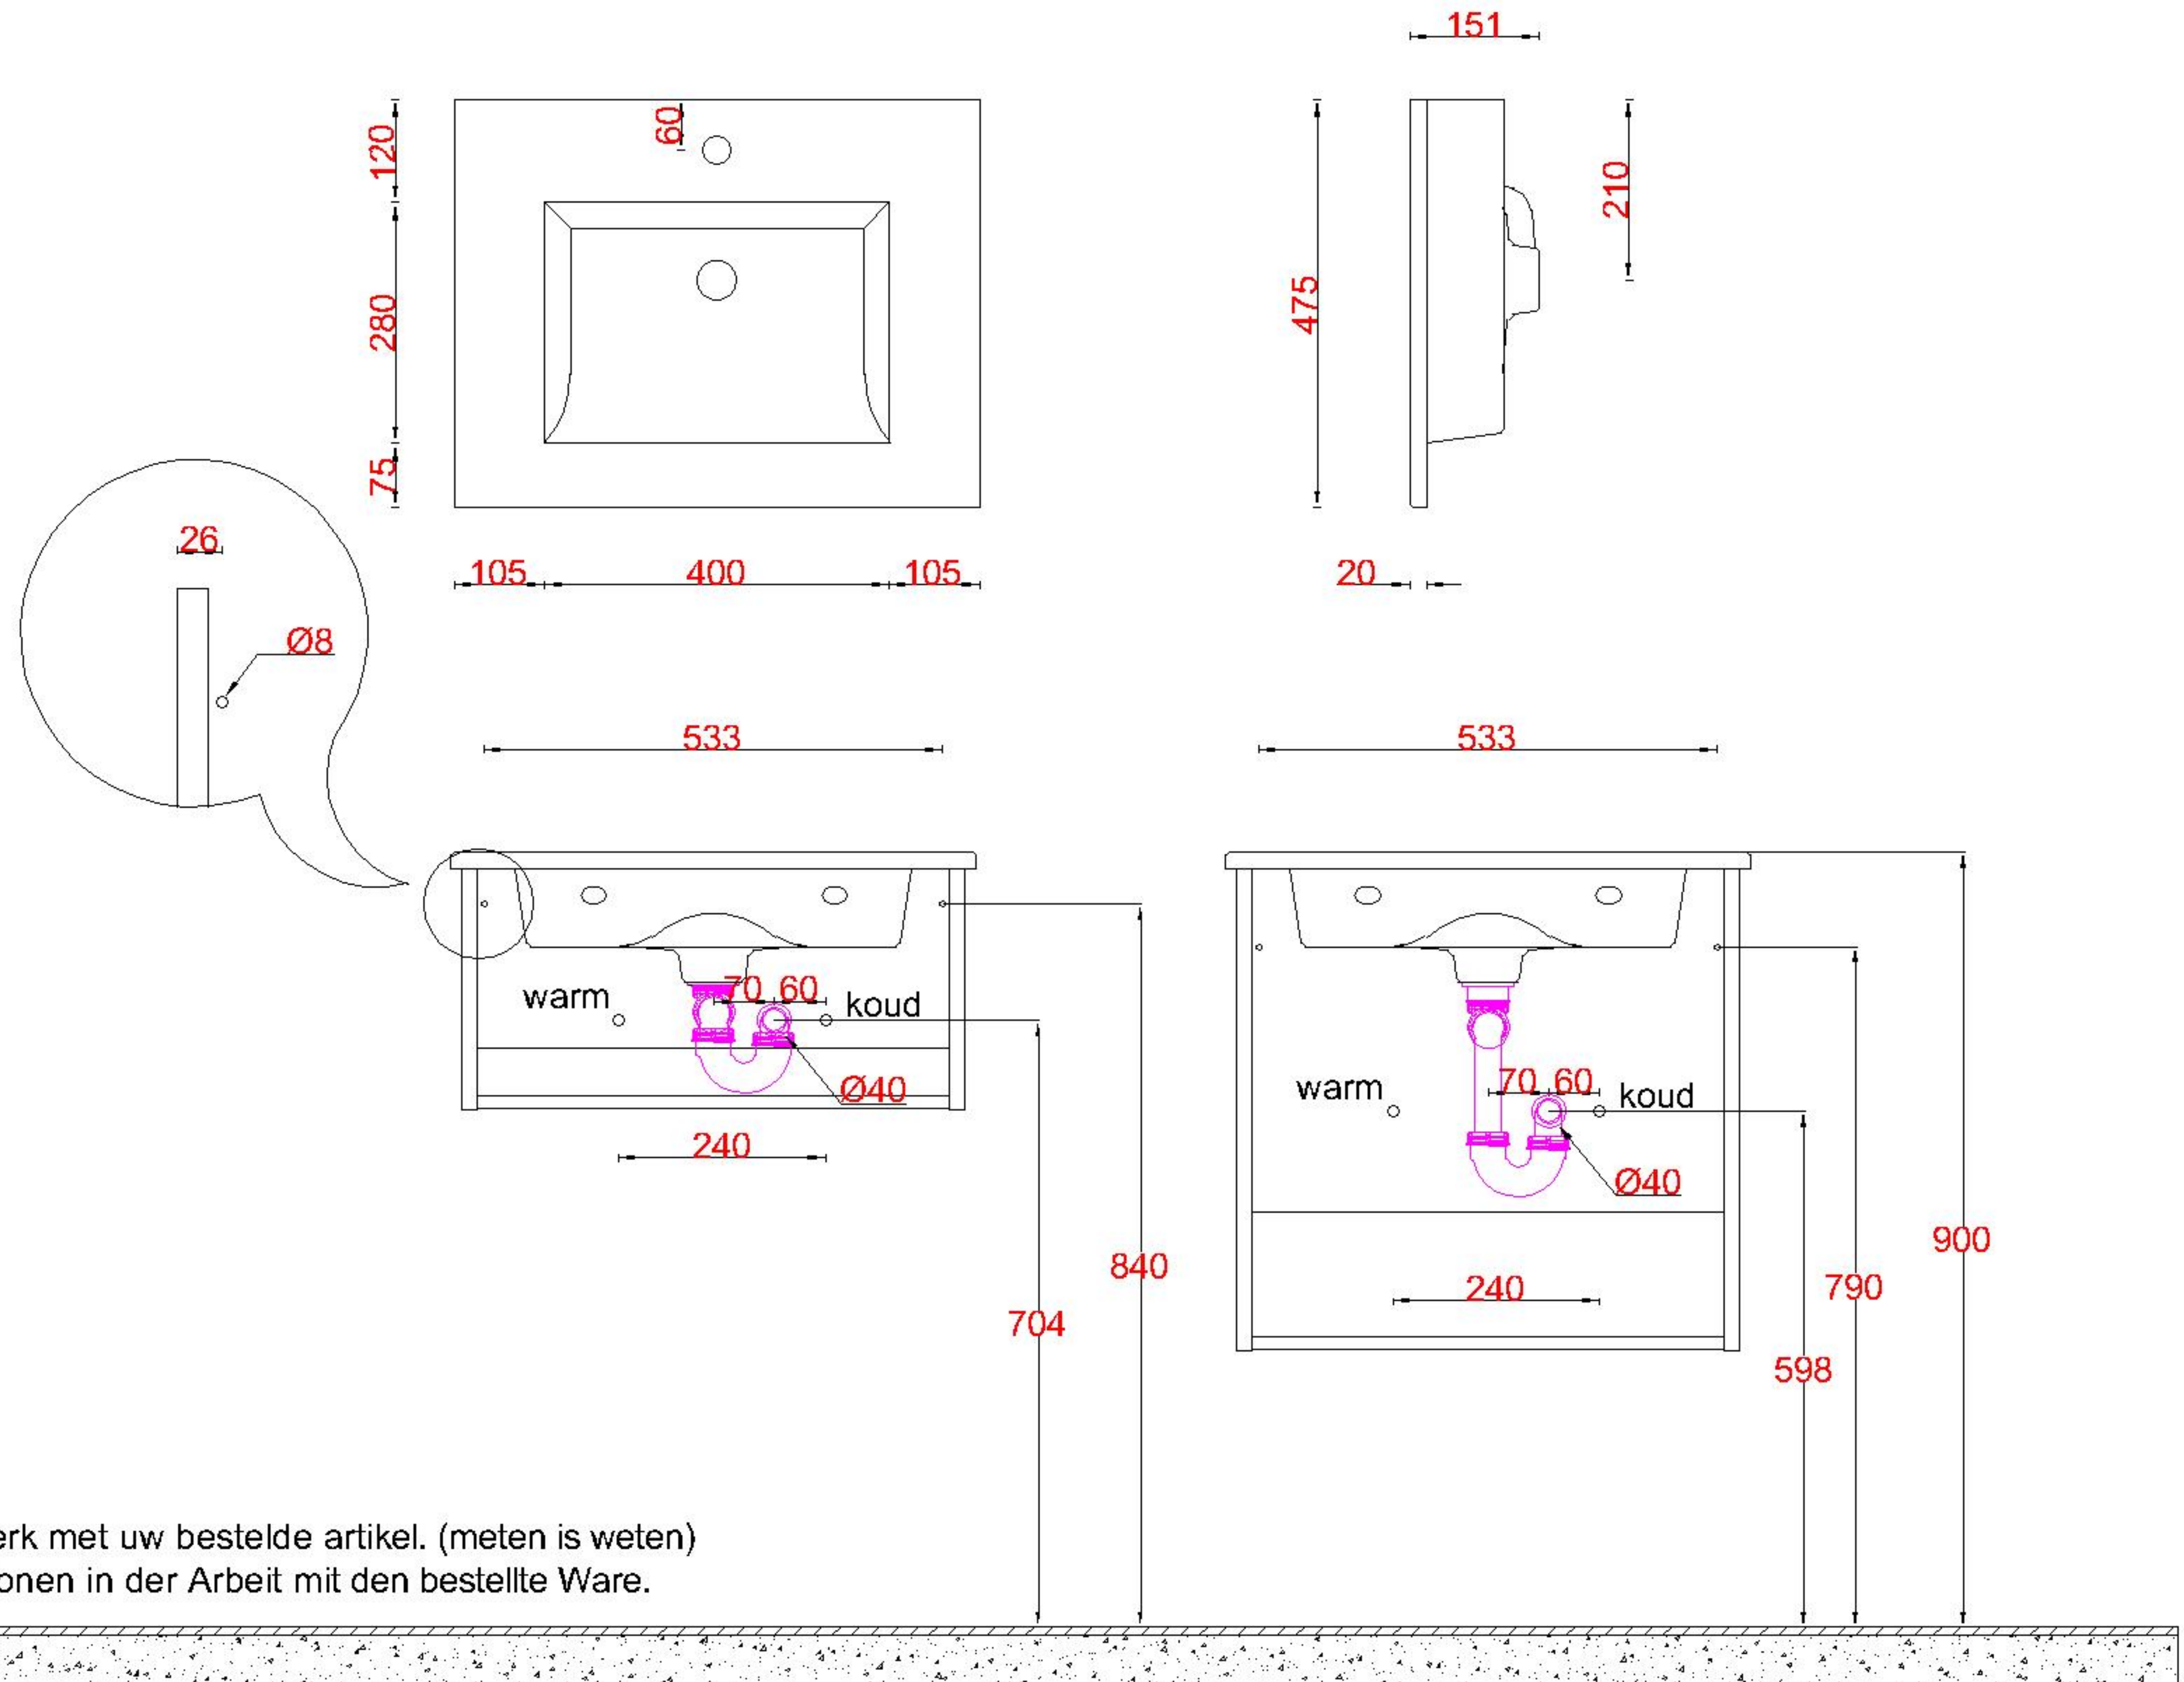 151
60
120
210
280
475
75
26
105 400 105
20
Ø8
533
533
70 60
warm
koud
Ø40
70 60
warm
koud
240
Ø40
900
840
790
240
704
598
erk met uw bestelde artikel. (meten is weten)
onen in der Arbeit mit den bestellte Ware.